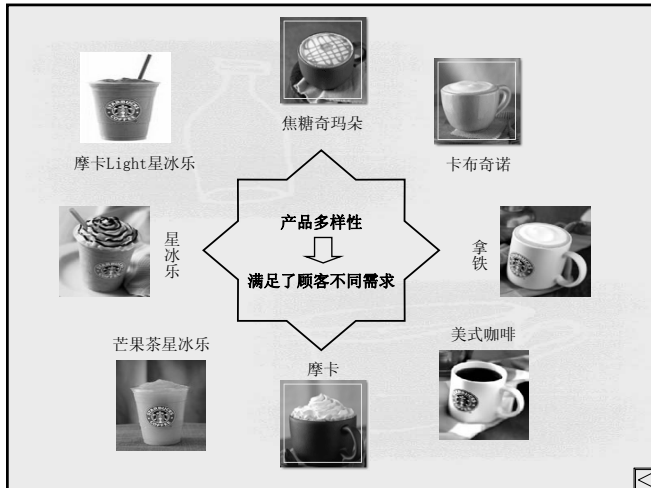 焦糖奇玛朵
摩卡Light星冰乐
卡布奇诺
产品多样性
满足了顾客不同需求
星冰乐
拿铁
芒果茶星冰乐
摩卡
美式咖啡